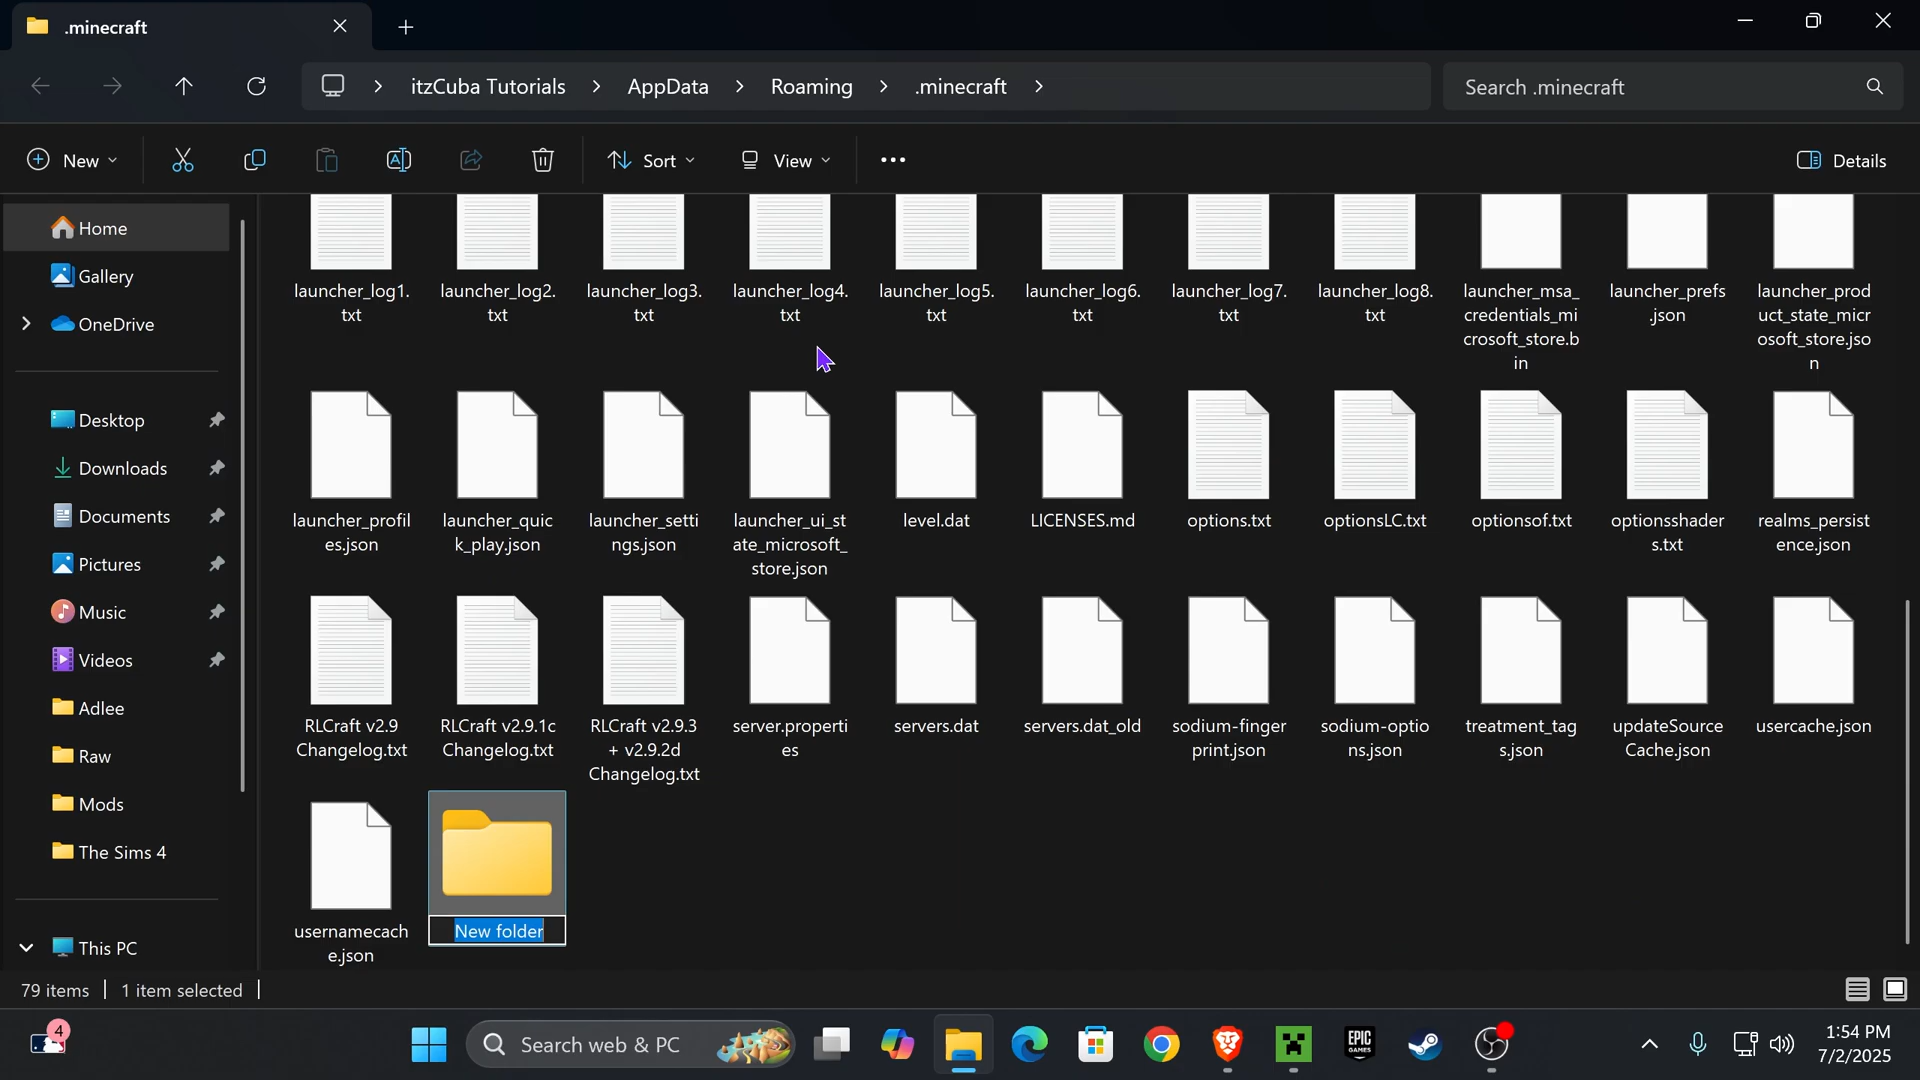 .minecraft
itzCuba Tutorials
AppData
Roaming
.minecraft
Search .minecraft
New
Sort
View
Details
Home
Gallery
OneDrive
Desktop
Downloads
Documents
Pictures
Music
Videos
Adlee
Raw
Mods
The Sims 4
This PC
launcher_log1.
txt
launcher_log2.
txt
launcher_log3.
txt
launcher_log4.
txt
launcher_log5.
txt
launcher_log6.
txt
launcher_log7.
txt
launcher_log8.
txt
launcher_msa_
credentials_mi
crosoft_store.b
in
launcher_prefs
.json
launcher_prod
uct_state_micr
osoft_store.jso
n
launcher_profil
es.json
launcher_quic
k_play.json
launcher_setti
ngs.json
launcher_ui_st
ate_microsoft_
store.json
level.dat
LICENSES.md
options.txt
optionsLC.txt
optionsof.txt
optionsshader
s.txt
realms_persist
ence.json
RLCraft v2.9
Changelog.txt
RLCraft v2.9.1c
Changelog.txt
RLCraft v2.9.3
+ v2.9.2d
Changelog.txt
server.properti
es
servers.dat
servers.dat_old
sodium-finger
print.json
sodium-optio
ns.json
treatment_tag
s.json
updateSource
Cache.json
usercache.json
usernamecach
e.json
New folder
79 items
1 item selected
4
Search web & PC
EPIC
GAMES
1:54 PM
7/2/2025